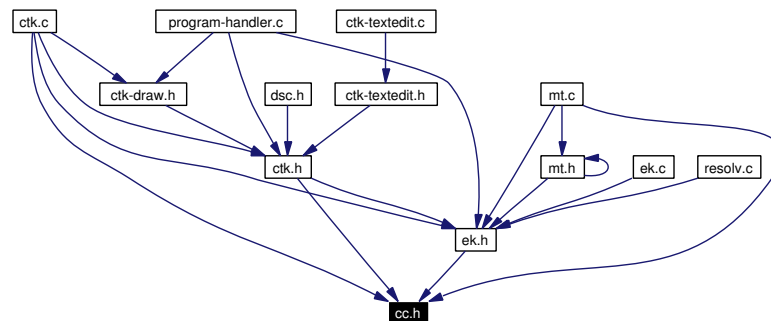 ctk.c
program-handler.c
ctk-textedit.c
ctk-draw.h
dsc.h
ctk-textedit.h
mt.c
ctk.h
mt.h
ek.c
resolv.c
ek.h
cc.h